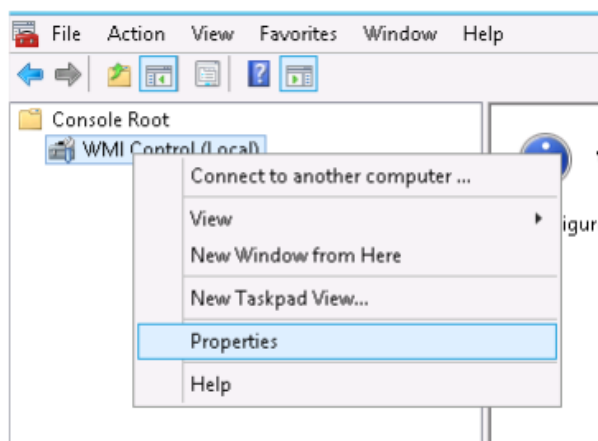 File Action View Favorites Window Help
Console Root
WMI Control (Local)
Connect to another computer ...
View
igur
New Window from Here
New Taskpad View...
Properties
Help